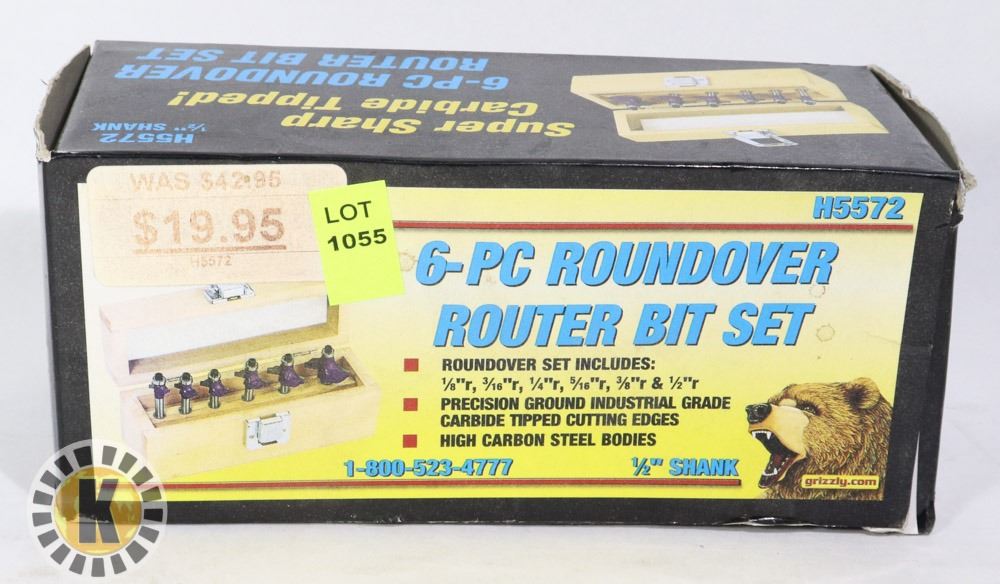 6-PC ROUNDOVER
ROUTER BIT SET
Super Sharp
Carbide Tipped!
H5572
½" SHANK
WAS $42.95
$19.95
H5572
LOT
1055
H5572
6-PC ROUNDOVER
ROUTER BIT SET
ROUNDOVER SET INCLUDES:
⅛"r, 3/16"r, ¼"r, 5/16"r, ⅜"r & ½"r
PRECISION GROUND INDUSTRIAL GRADE
CARBIDE TIPPED CUTTING EDGES
HIGH CARBON STEEL BODIES
1-800-523-4777
½" SHANK
grizzly.com
K